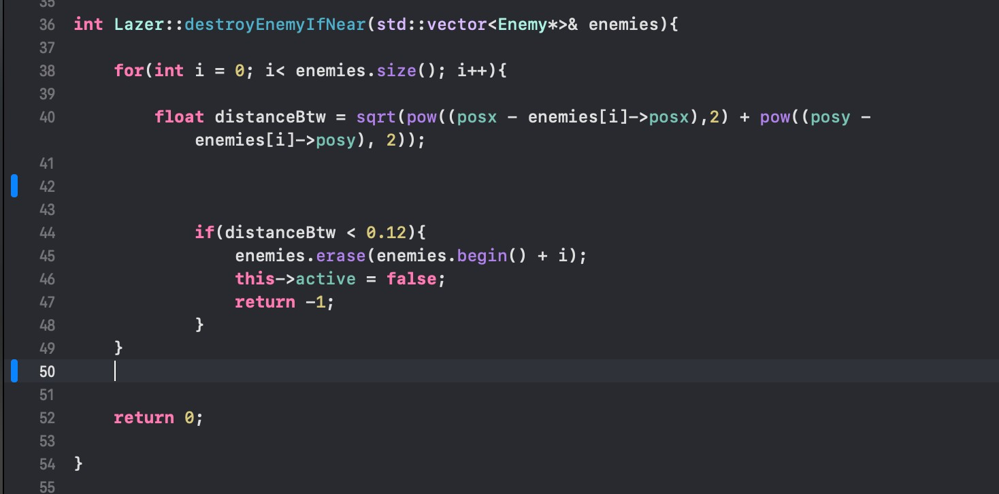 35
36 int Lazer::destroyEnemyIfNear(std::vector<Enemy*>& enemies){
37
38     for(int i = 0; i< enemies.size(); i++){
39
40         float distanceBtw = sqrt(pow((posx - enemies[i]->posx),2) + pow((posy -
            enemies[i]->posy), 2));
41
42
43
44             if(distanceBtw < 0.12){
45                 enemies.erase(enemies.begin() + i);
46                 this->active = false;
47                 return -1;
48             }
49     }
50
51
52     return 0;
53
54 }
55